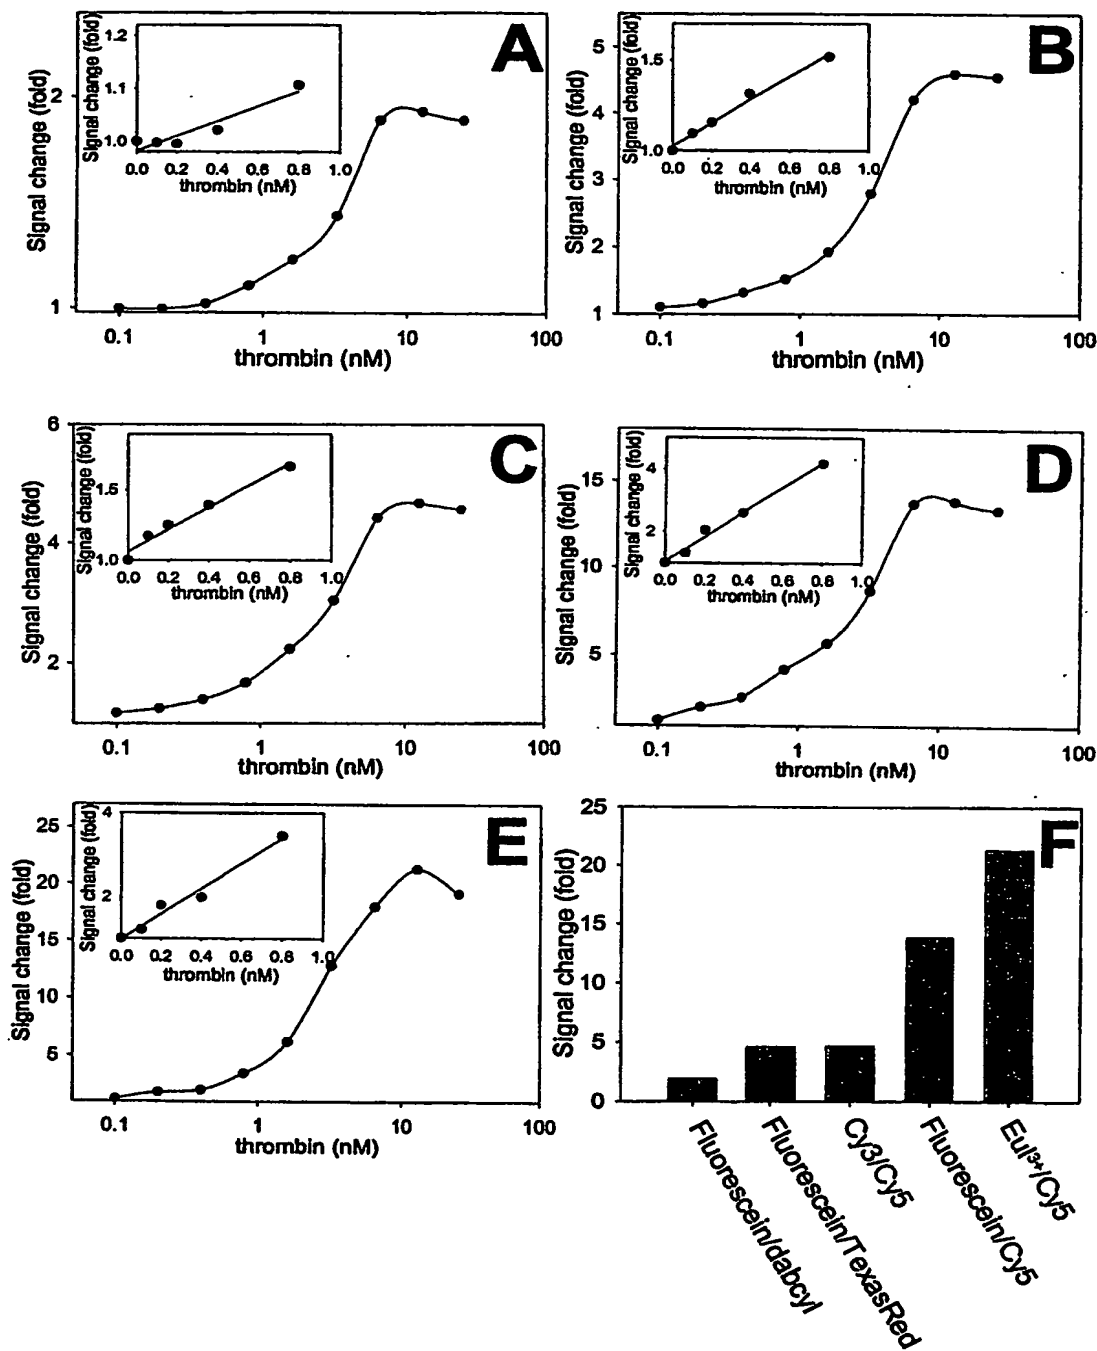 A
Signal change (fold)
2
1
0.1 1 10 100
thrombin (nM)
Signal change (fold)
1.2
1.1
1.0
0.0 0.2 0.4 0.6 0.8 1.0
thrombin (nM)
B
Signal change (fold)
5
4
3
2
1
0.1 1 10 100
thrombin (nM)
Signal change (fold)
1.5
1.0
0.0 0.2 0.4 0.6 0.8 1.0
thrombin (nM)
C
Signal change (fold)
6
4
2
0.1 1 10 100
thrombin (nM)
Signal change (fold)
1.5
1.0
0.0 0.2 0.4 0.6 0.8 1.0
thrombin (nM)
D
Signal change (fold)
15
10
5
0.1 1 10 100
thrombin (nM)
Signal change (fold)
4
2
0.0 0.2 0.4 0.6 0.8 1.0
thrombin (nM)
E
Signal change (fold)
25
20
15
10
5
0.1 1 10 100
thrombin (nM)
Signal change (fold)
4
2
0.0 0.2 0.4 0.6 0.8 1.0
thrombin (nM)
F
Signal change (fold)
25
20
15
10
5
0
Fluorescein/dabcyl
Fluorescein/TexasRed
Cy3/Cy5
Fluorescein/Cy5
EuI³⁺/Cy5